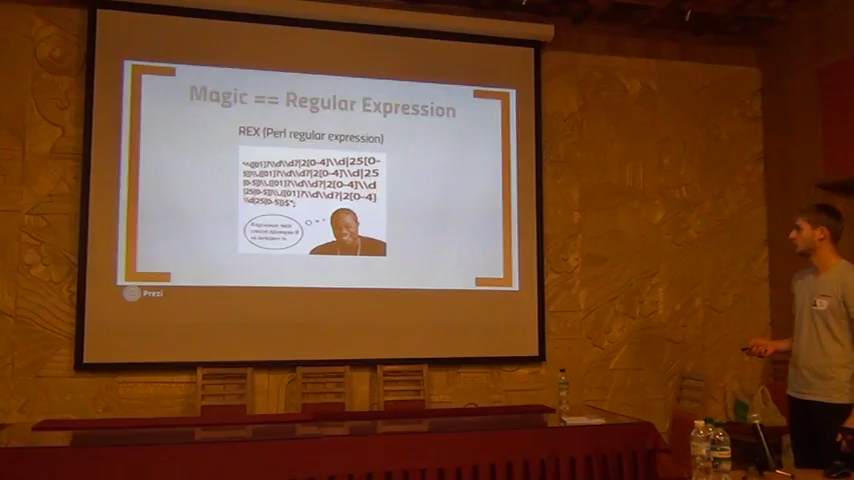 Magic == Regular Expression
REX (Perl regular expression)
"^([01]?\\d\\d?|2[0-4]\\d|25[0-
5])\\.([01]?\\d\\d?|2[0-4]\\d|25
[0-5])\\.([01]?\\d\\d?|2[0-4]\\d
|25[0-5])\\.([01]?\\d\\d?|2[0-4]
\\d|25[0-5])$";
Prezi